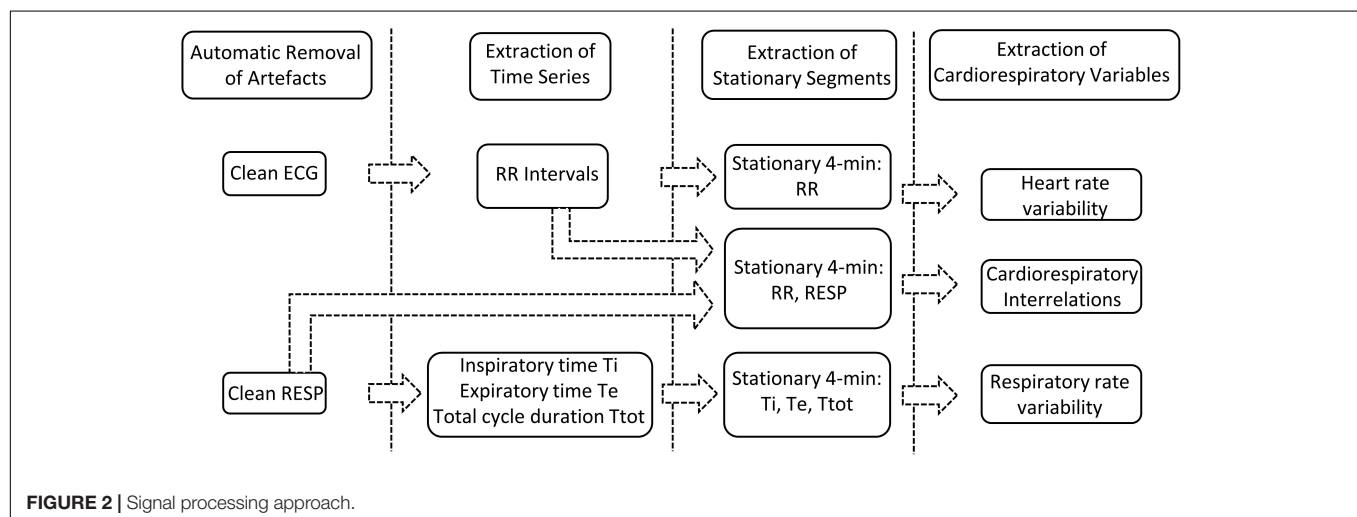 Automatic Removal
of Artefacts
Extraction of
Time Series
Extraction of
Stationary Segments
Extraction of
Cardiorespiratory Variables
Clean ECG
RR Intervals
Stationary 4-min:
RR
Heart rate
variability
Stationary 4-min:
RR, RESP
Cardiorespiratory
Interrelations
Clean RESP
Inspiratory time Ti
Expiratory time Te
Total cycle duration Ttot
Stationary 4-min:
Ti, Te, Ttot
Respiratory rate
variability
FIGURE 2 | Signal processing approach.